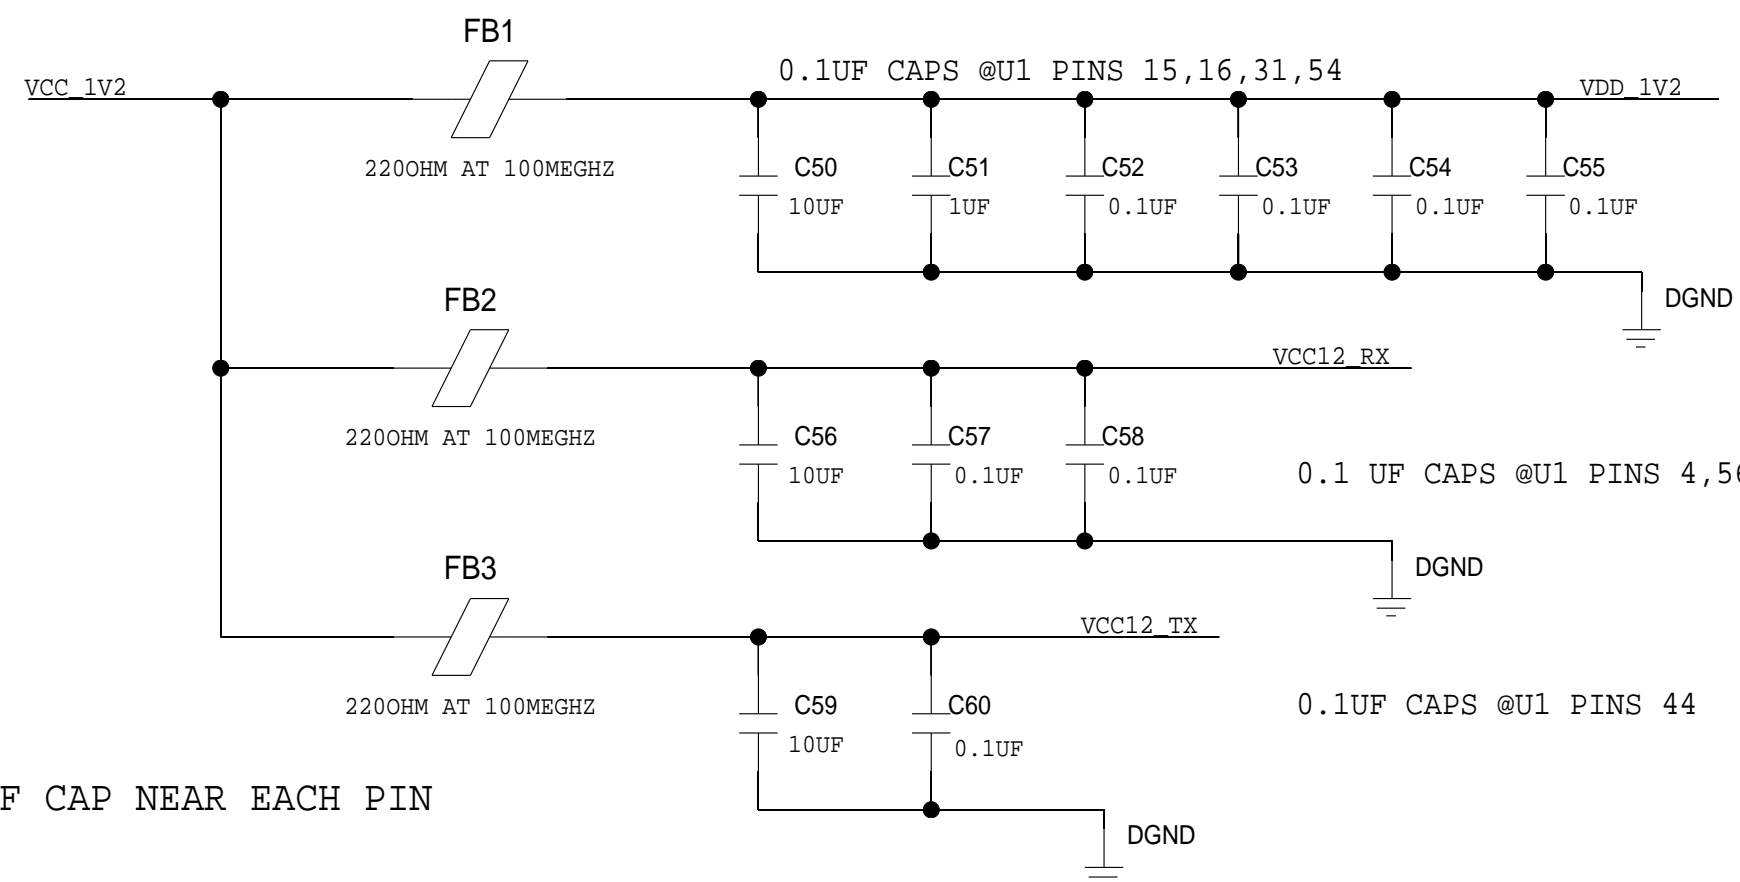 FB1
0.1UF CAPS @U1 PINS 15,16,31,54
VCC_1V2
VDD_1V2
220OHM AT 100MEGHZ
C50 C51 C52 C53 C54 C55
10UF 1UF 0.1UF 0.1UF 0.1UF 0.1UF
DGND
FB2
VCC12_RX
220OHM AT 100MEGHZ
C56 C57 C58
10UF 0.1UF 0.1UF
0.1 UF CAPS @U1 PINS 4,56
DGND
FB3
VCC12_TX
220OHM AT 100MEGHZ
C59 C60
10UF 0.1UF
0.1UF CAPS @U1 PINS 44
F CAP NEAR EACH PIN
DGND